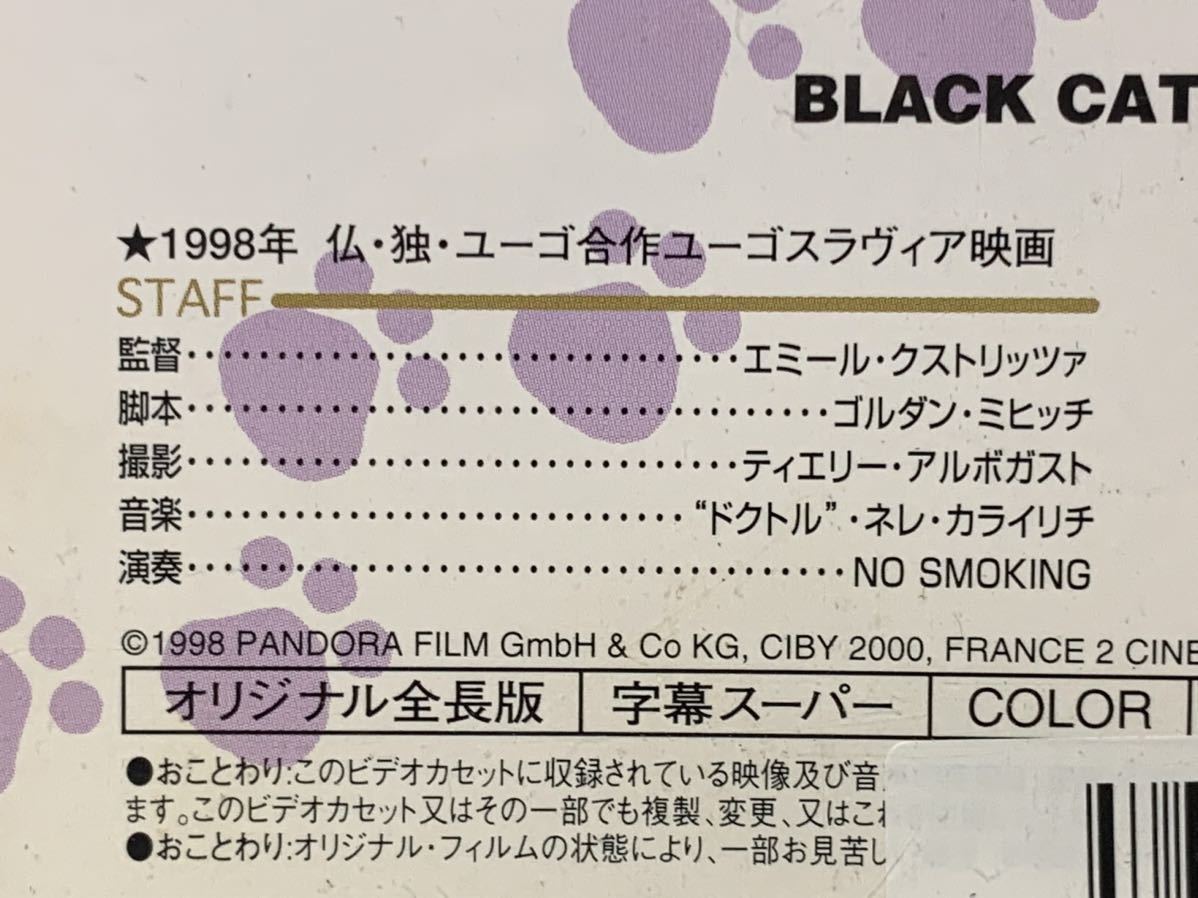 BLACK CAT
★1998年 仏・独・ユーゴ合作ユーゴスラヴィア映画
STAFF
監督・・・・・・・・・・・・・・・・・・・・・・・・・・・・・・エミール・クストリッツァ
脚本・・・・・・・・・・・・・・・・・・・・・・・・・・・・・・・・・・・ゴルダン・ミヒッチ
撮影・・・・・・・・・・・・・・・・・・・・・・・・・・・・・・ティエリー・アルボガスト
音楽・・・・・・・・・・・・・・・・・・・・・・・・・・・“ドクトル”・ネレ・カライリチ
演奏・・・・・・・・・・・・・・・・・・・・・・・・・・・・・・・・・・・・NO SMOKING
©1998 PANDORA FILM GmbH & Co KG, CIBY 2000, FRANCE 2 CINE
オリジナル全長版 字幕スーパー COLOR
●おことわり:このビデオカセットに収録されている映像及び音
ます。このビデオカセット又はその一部でも複製、変更、又はこれ
●おことわり:オリジナル・フィルムの状態により、一部お見苦し